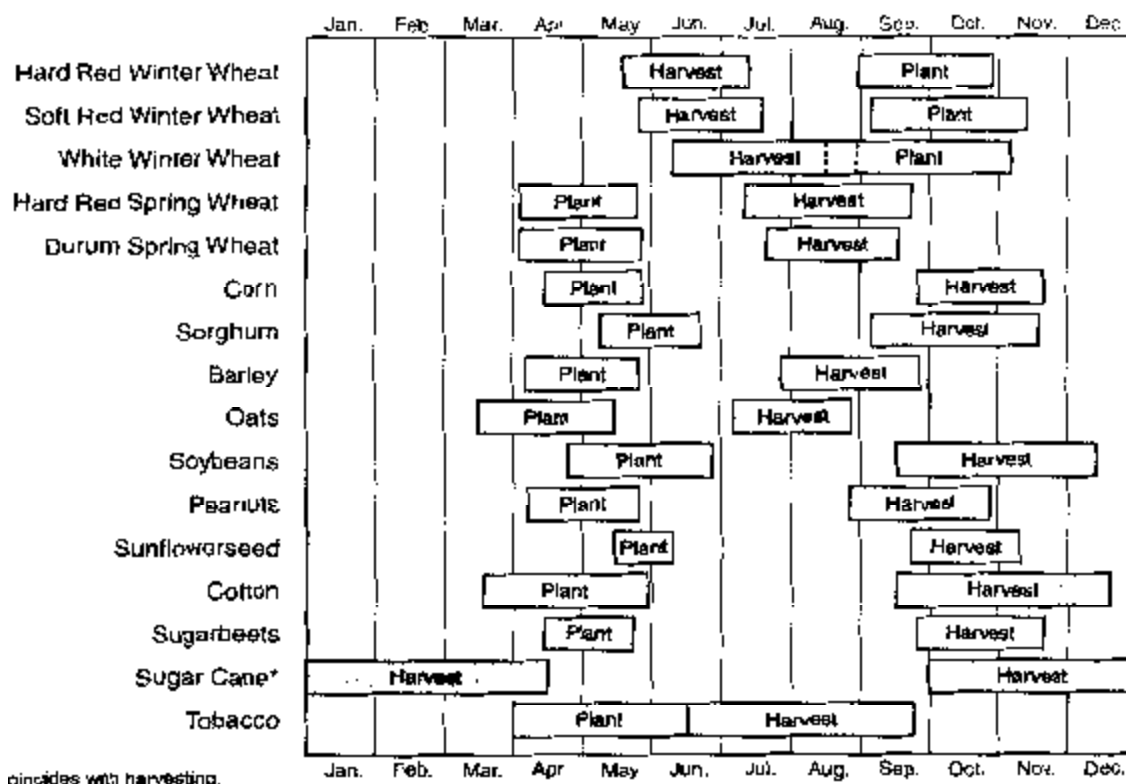 Jan. Feb Mar. Apr May Jun. Jul. Aug. Sep. Oct. Nov. Dec
Hard Red Winter Wheat Harvest Plant
Soft Red Winter Wheat Harvest Plant
White Winter Wheat Harvest Plant
Hard Red Spring Wheat Plant Harvest
Durum Spring Wheat Plant Harvest
Corn Plant Harvest
Sorghum Plant Harvest
Barley Plant Harvest
Oats Plant Harvest
Soybeans Plant Harvest
Peanuts Plant Harvest
Sunflowerseed Plant Harvest
Cotton Plant Harvest
Sugarbeets Plant Harvest
Sugar Cane* Harvest Harvest
Tobacco Plant Harvest
Jan. Feb. Mar. Apr May Jun. Jul. Aug. Sep. Oct. Nov. Dec.
oincides with harvesting.